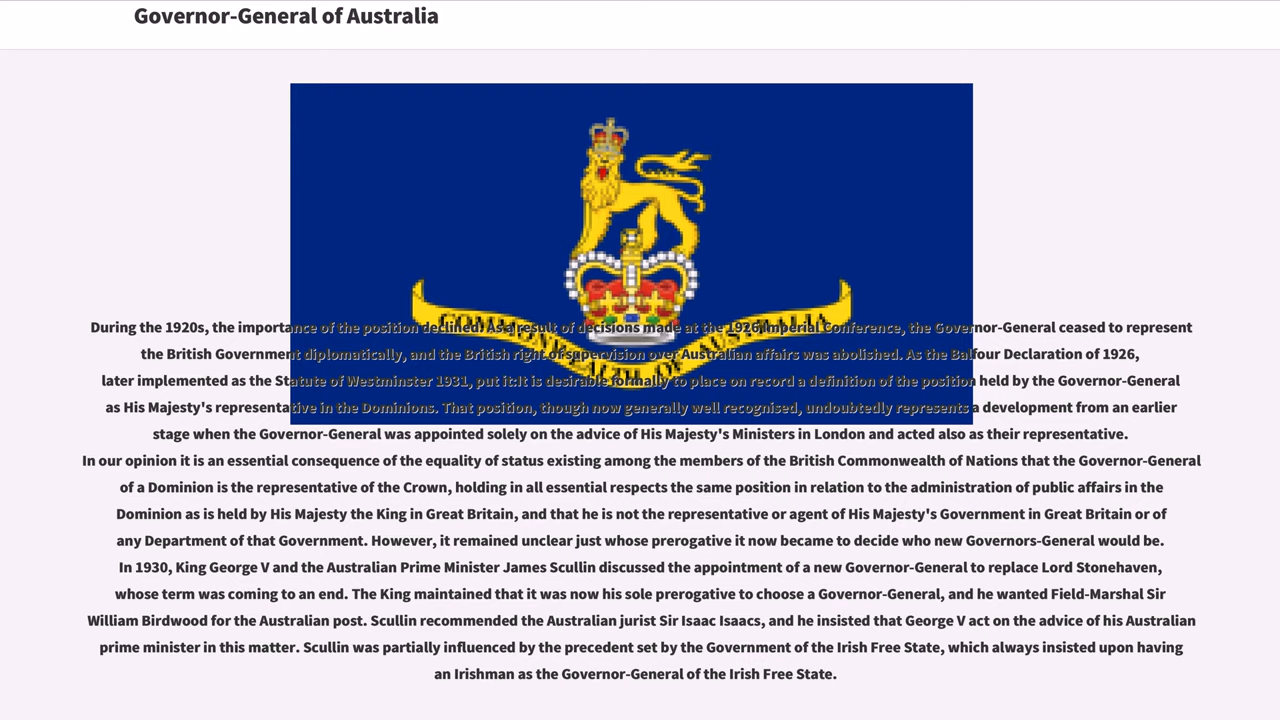 Governor-General of Australia
COMMONWEALTH OF AUSTRALIA
During the 1920s, the importance of the position declined. As a result of decisions made at the 1926 Imperial Conference, the Governor-General ceased to represent
the British Government diplomatically, and the British right of supervision over Australian affairs was abolished. As the Balfour Declaration of 1926,
later implemented as the Statute of Westminster 1931, put it:It is desirable formally to place on record a definition of the position held by the Governor-General
as His Majesty's representative in the Dominions. That position, though now generally well recognised, undoubtedly represents a development from an earlier
stage when the Governor-General was appointed solely on the advice of His Majesty's Ministers in London and acted also as their representative.
In our opinion it is an essential consequence of the equality of status existing among the members of the British Commonwealth of Nations that the Governor-General
of a Dominion is the representative of the Crown, holding in all essential respects the same position in relation to the administration of public affairs in the
Dominion as is held by His Majesty the King in Great Britain, and that he is not the representative or agent of His Majesty's Government in Great Britain or of
any Department of that Government. However, it remained unclear just whose prerogative it now became to decide who new Governors-General would be.
In 1930, King George V and the Australian Prime Minister James Scullin discussed the appointment of a new Governor-General to replace Lord Stonehaven,
whose term was coming to an end. The King maintained that it was now his sole prerogative to choose a Governor-General, and he wanted Field-Marshal Sir
William Birdwood for the Australian post. Scullin recommended the Australian jurist Sir Isaac Isaacs, and he insisted that George V act on the advice of his Australian
prime minister in this matter. Scullin was partially influenced by the precedent set by the Government of the Irish Free State, which always insisted upon having
an Irishman as the Governor-General of the Irish Free State.